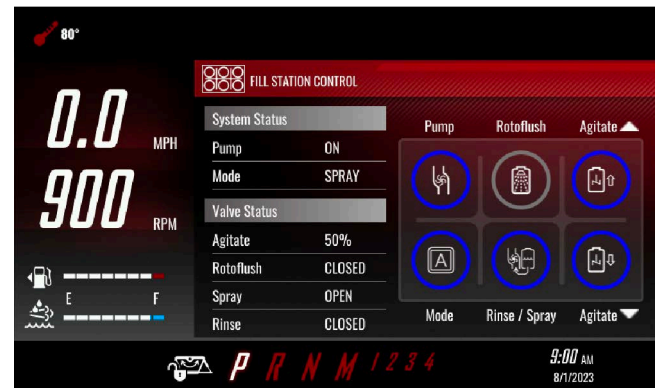 80°
FILL STATION CONTROL
0.0 MPH
900 RPM
System Status
Pump ON
Mode SPRAY
Valve Status
Agitate 50%
Rotoflush CLOSED
Spray OPEN
Rinse CLOSED
Pump Rotoflush Agitate
A
Mode Rinse / Spray Agitate
E F
P R N M 1 2 3 4
9:00 AM
8/1/2023